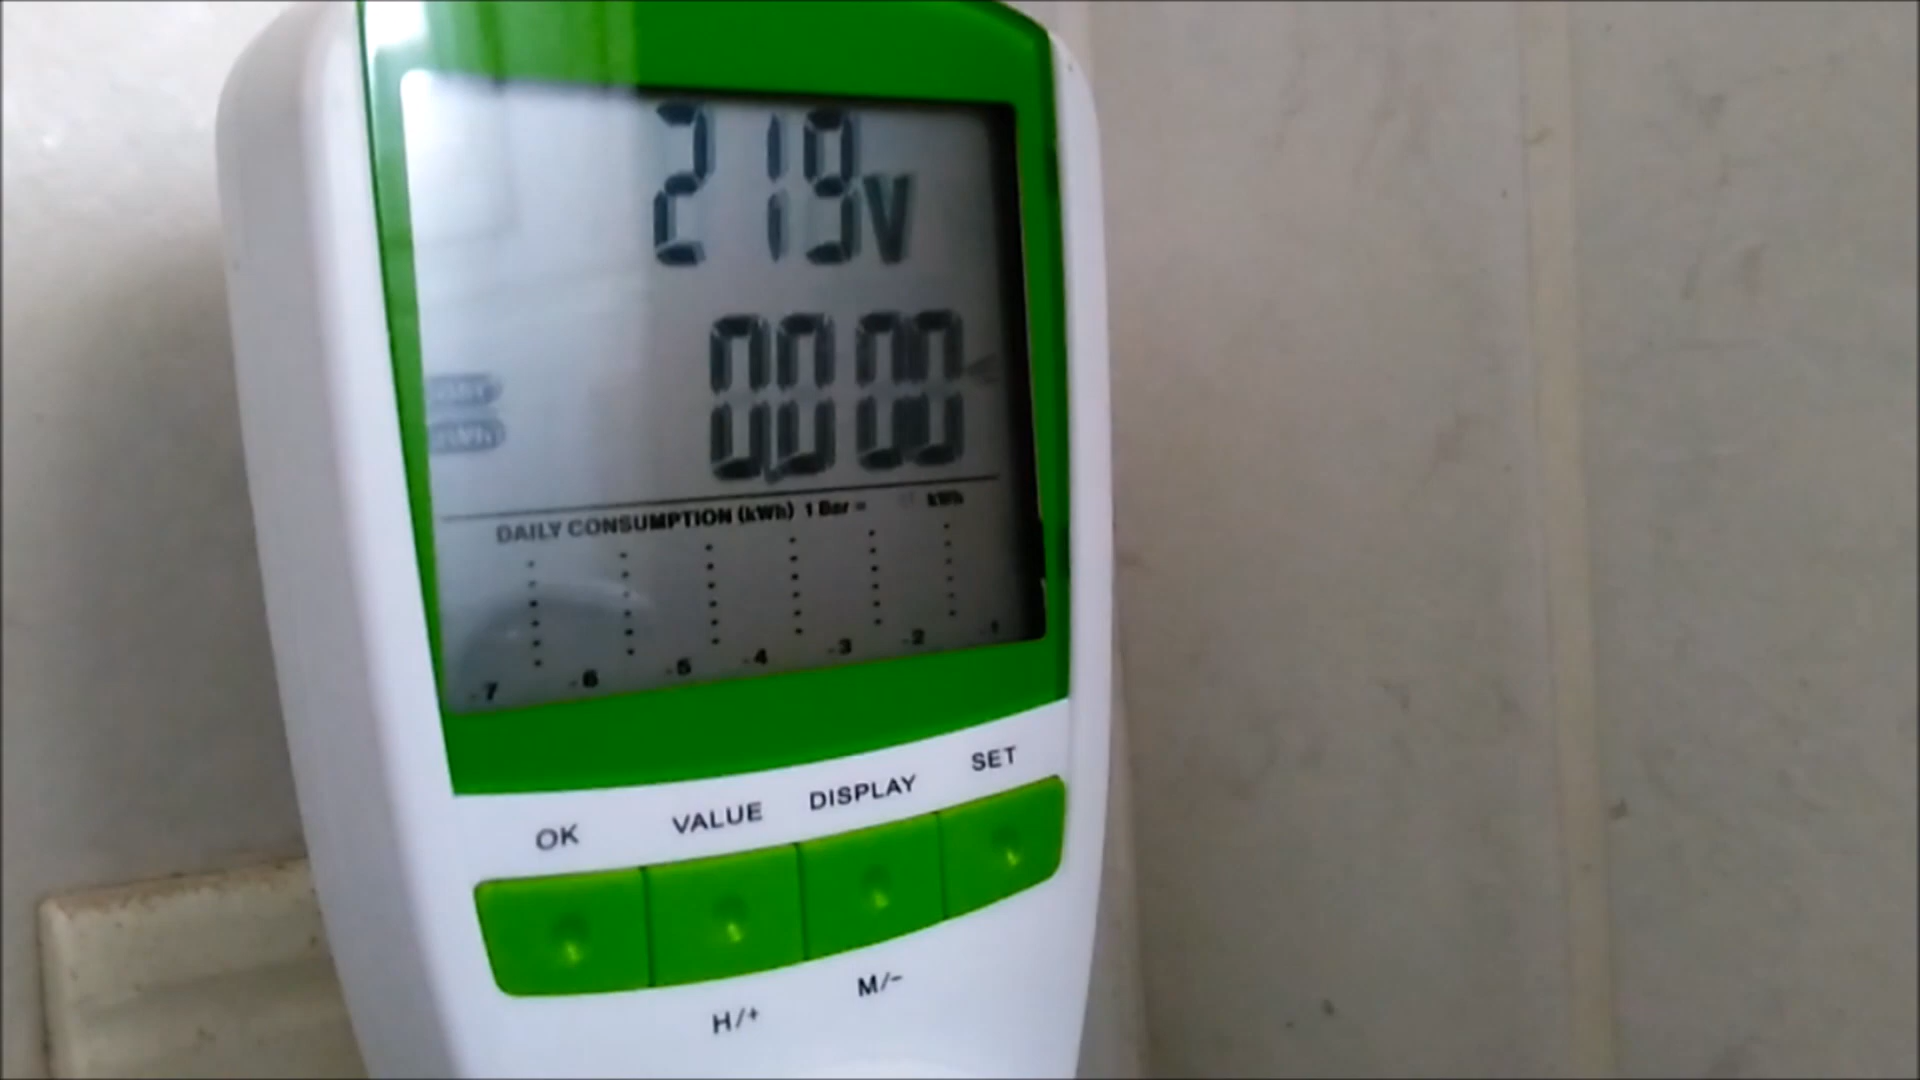 219V
00.00
DAILY CONSUMPTION (kWh) 1 Bar = kWh
-7 -6 -5 -4 -3 -2 -1
OK VALUE DISPLAY SET
H/+ M/-